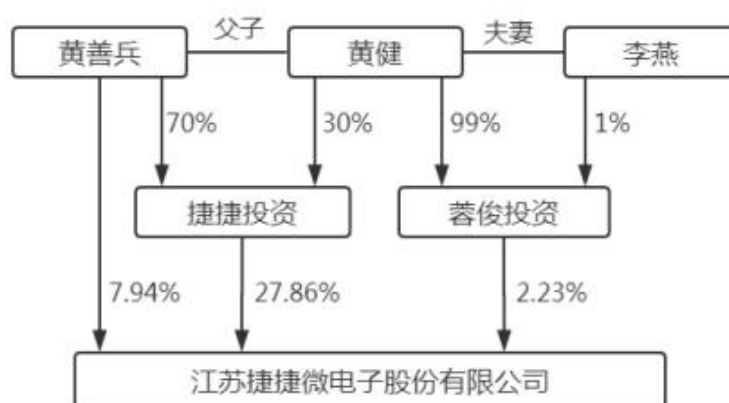 父子
夫妻
黄善兵
黄健
李燕
70%
30%
99%
1%
捷捷投资
蓉俊投资
7.94%
27.86%
2.23%
江苏捷捷微电子股份有限公司